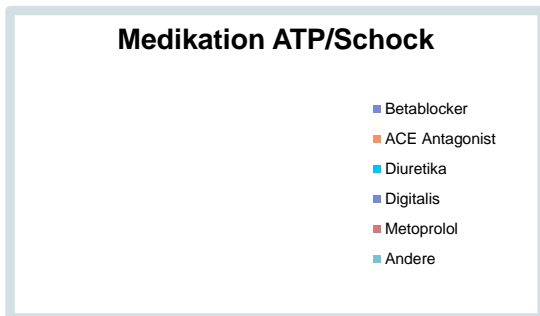 Medikation ATP/Schock
Betablocker
ACE Antagonist
Diuretika
Digitalis
Metoprolol
Andere